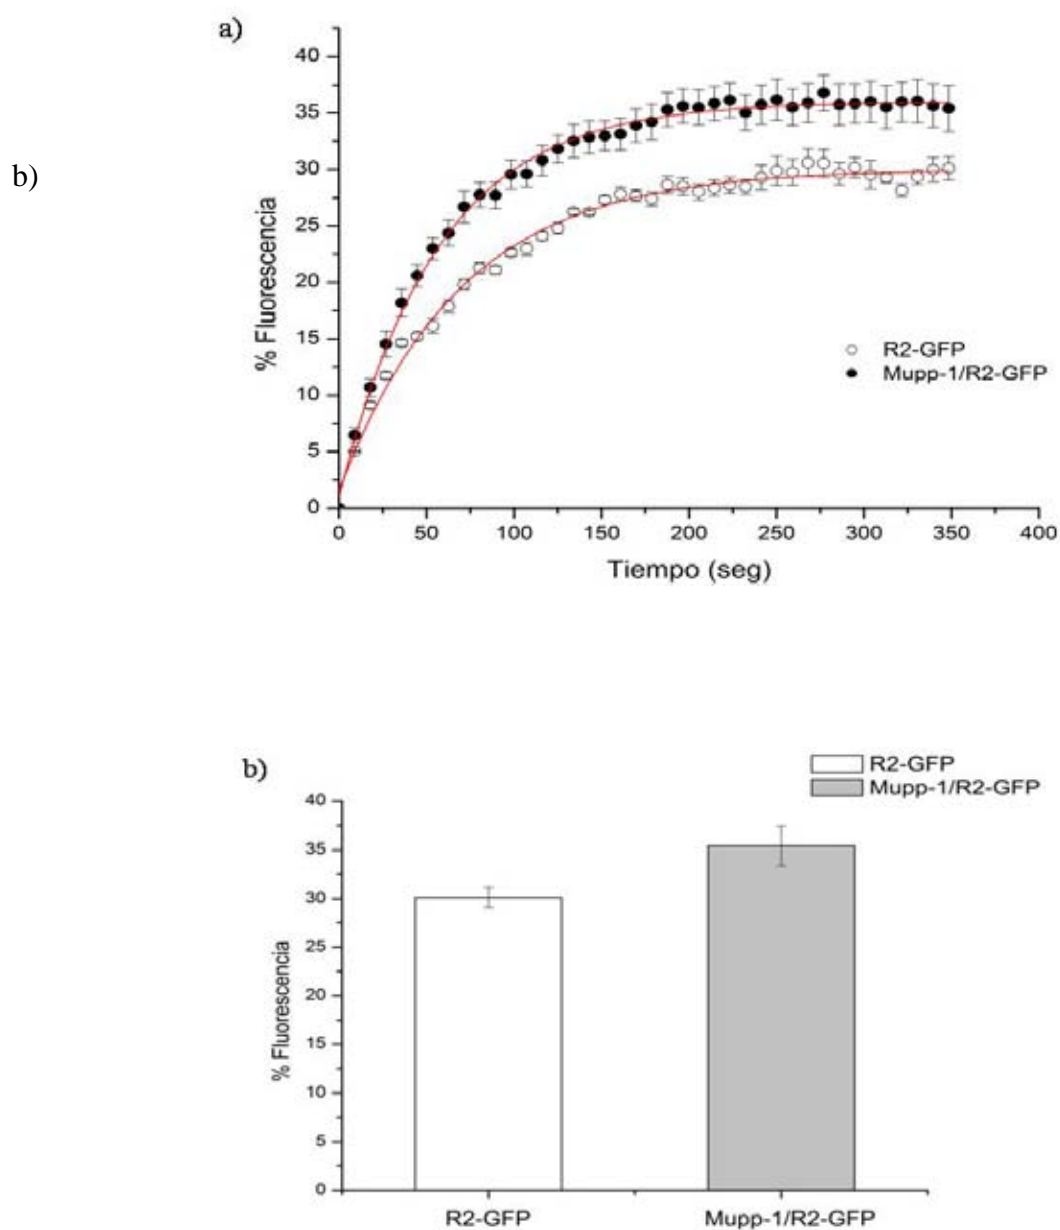 a)
b)
40
35
30
25
20
15
10
5
0
% Fluorescencia
R2-GFP
Mupp-1/R2-GFP
0 50 100 150 200 250 300 350 400
Tiempo (seg)
b)
R2-GFP
Mupp-1/R2-GFP
40
35
30
25
20
15
10
5
0
% Fluorescencia
R2-GFP Mupp-1/R2-GFP